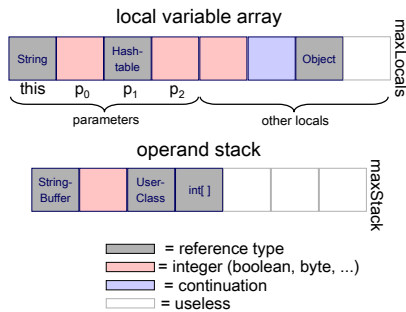 local variable array
String
Hash-
table
Object
maxLocals
this p₀ p₁ p₂
parameters
other locals
operand stack
String-
Buffer
User-
Class
int[ ]
maxStack
= reference type
= integer (boolean, byte, ...)
= continuation
= useless